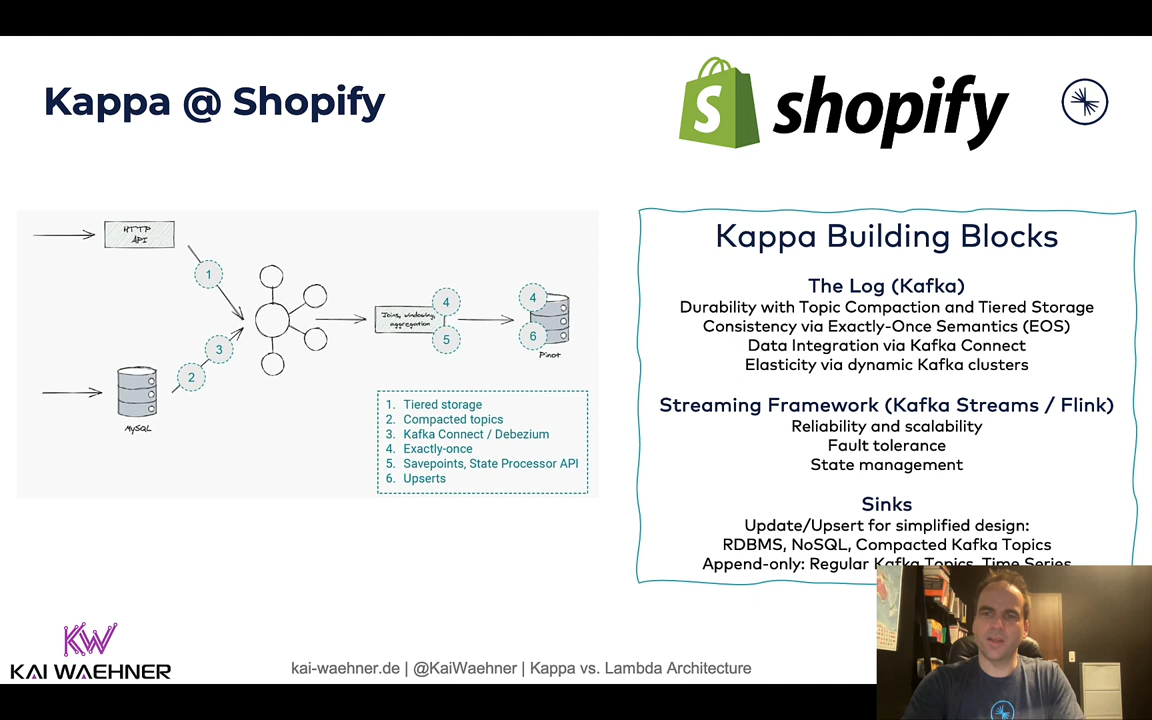 Kappa @ Shopify
shopify
HTTP
API
1
3
2
MySQL
Joins, windowing,
aggregation
4
5
4
6
Pinot
1. Tiered storage
2. Compacted topics
3. Kafka Connect / Debezium
4. Exactly-once
5. Savepoints, State Processor API
6. Upserts
Kappa Building Blocks
The Log (Kafka)
Durability with Topic Compaction and Tiered Storage
Consistency via Exactly-Once Semantics (EOS)
Data Integration via Kafka Connect
Elasticity via dynamic Kafka clusters
Streaming Framework (Kafka Streams / Flink)
Reliability and scalability
Fault tolerance
State management
Sinks
Update/Upsert for simplified design:
RDBMS, NoSQL, Compacted Kafka Topics
Append-only: Regular Kafka Topics, Time Series
KW
KAI WAEHNER
kai-waehner.de | @KaiWaehner | Kappa vs. Lambda Architecture